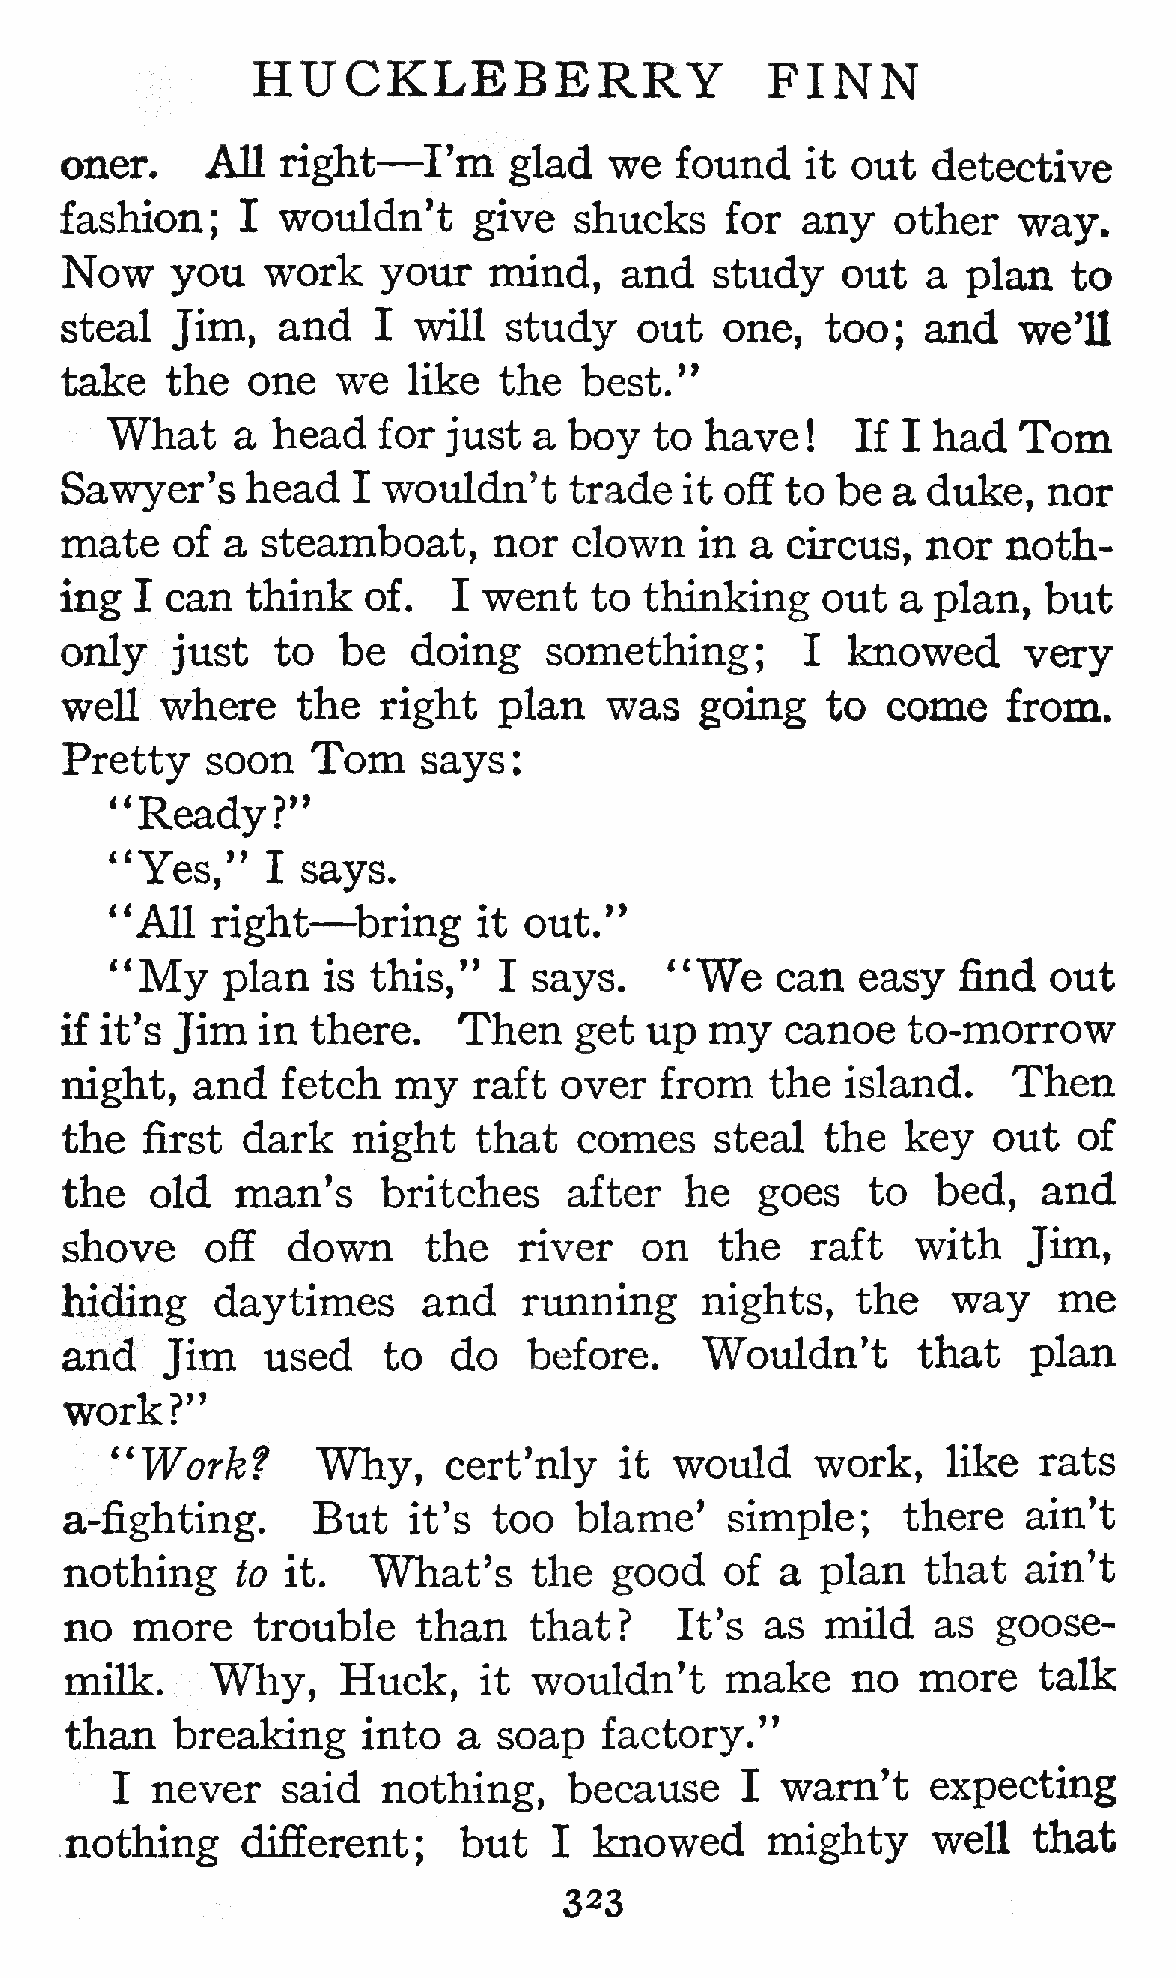 HUCKLEBERRY FINN
oner. All right—I'm glad we found it out detective
fashion; I wouldn't give shucks for any other way.
Now you work your mind, and study out a plan to
steal Jim, and I will study out one, too; and we'll
take the one we like the best."
What a head for just a boy to have! If I had Tom
Sawyer's head I wouldn't trade it off to be a duke, nor
mate of a steamboat, nor clown in a circus, nor noth-
ing I can think of. I went to thinking out a plan, but
only just to be doing something; I knowed very
well where the right plan was going to come from.
Pretty soon Tom says:
"Ready?"
"Yes," I says.
"All right—bring it out."
"My plan is this," I says. "We can easy find out
if it's Jim in there. Then get up my canoe to-morrow
night, and fetch my raft over from the island. Then
the first dark night that comes steal the key out of
the old man's britches after he goes to bed, and
shove off down the river on the raft with Jim,
hiding daytimes and running nights, the way me
and Jim used to do before. Wouldn't that plan
work?"
"Work? Why, cert'nly it would work, like rats
a-fighting. But it's too blame' simple; there ain't
nothing to it. What's the good of a plan that ain't
no more trouble than that? It's as mild as goose-
milk. Why, Huck, it wouldn't make no more talk
than breaking into a soap factory."
I never said nothing, because I warn't expecting
nothing different; but I knowed mighty well that
323